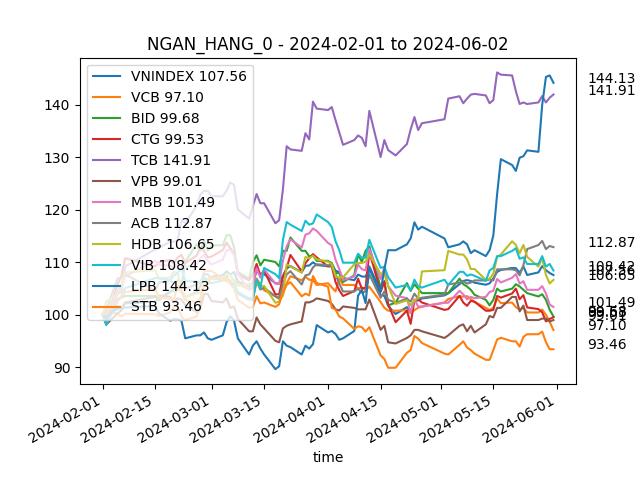 NGAN_HANG_0 - 2024-02-01 to 2024-06-02
VNINDEX 107.56
VCB 97.10
BID 99.68
CTG 99.53
TCB 141.91
VPB 99.01
MBB 101.49
ACB 112.87
HDB 106.65
VIB 108.42
LPB 144.13
STB 93.46
140
130
120
110
100
90
144.13
141.91
112.87
108.42
106.65
101.49
97.10
93.46
2024-02-01
2024-02-15
2024-03-01
2024-03-15
2024-04-01
2024-04-15
2024-05-01
2024-05-15
2024-06-01
time